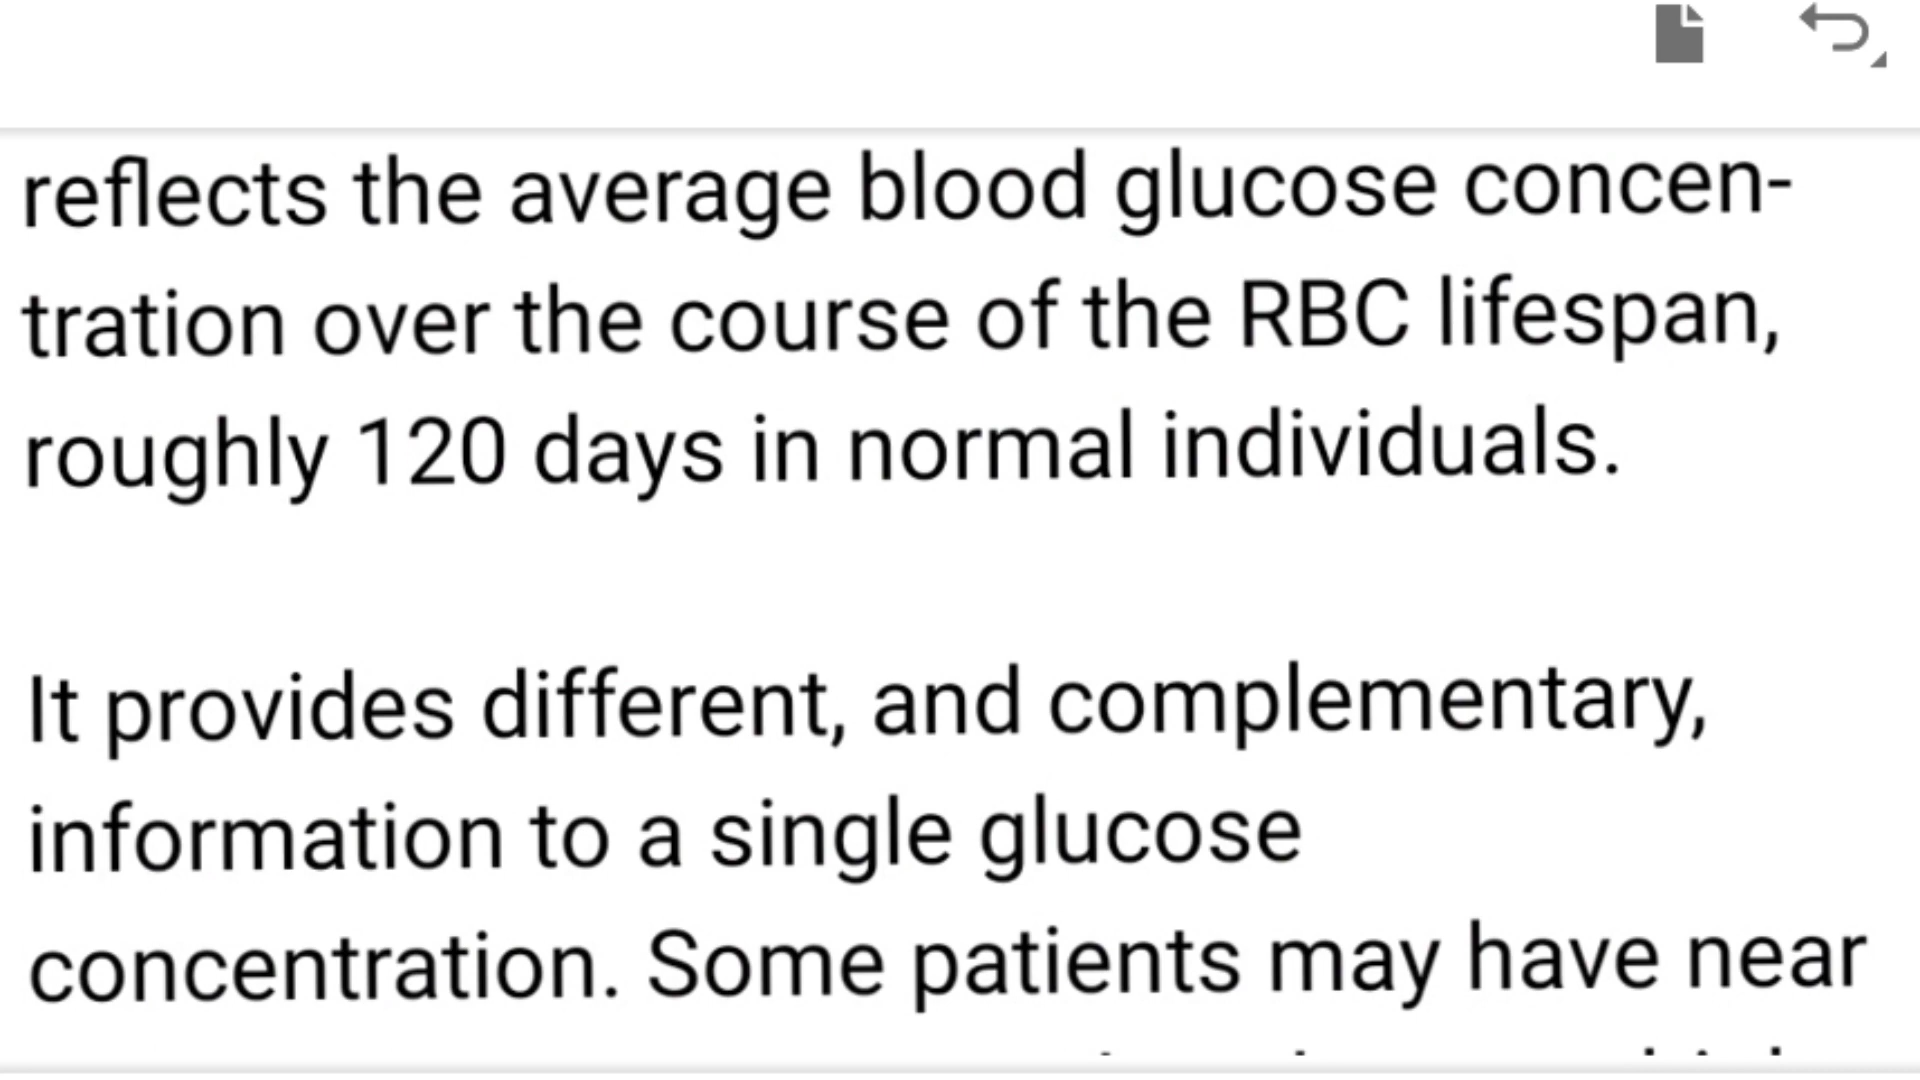 reflects the average blood glucose concen-
tration over the course of the RBC lifespan,
roughly 120 days in normal individuals.
It provides different, and complementary,
information to a single glucose
concentration. Some patients may have near